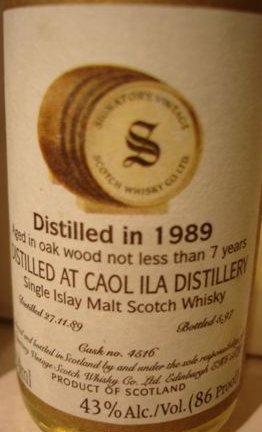 SIGNATORY VINTAGE
SCOTCH WHISKY CO. LTD.
S
Distilled in 1989
Aged in oak wood not less than 7 years
DISTILLED AT CAOL ILA DISTILLERY
Single Islay Malt Scotch Whisky
Distilled 27.11.89
Bottled 5.97
Cask no. 4516
and bottled in Scotland by and under the sole responsibility
Vintage Scotch Whisky Co. Ltd. Edinburgh
PRODUCT OF SCOTLAND
43% Alc./Vol. (86 Proof